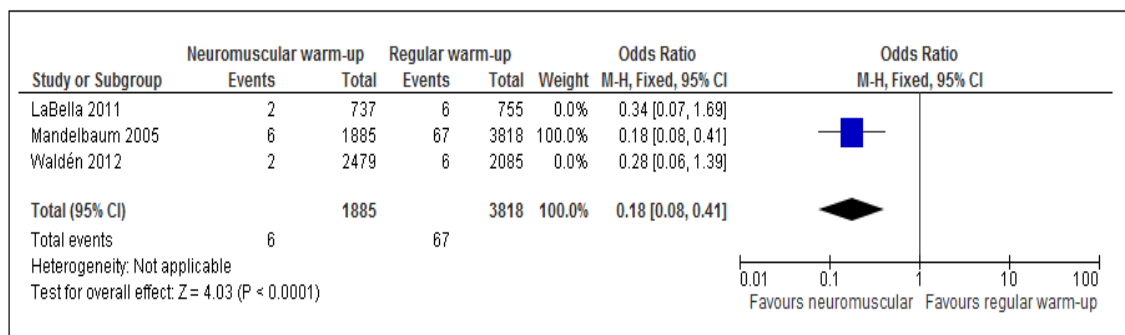 Neuromuscular warm-up Regular warm-up Odds Ratio Odds Ratio
Study or Subgroup Events Total Events Total Weight M-H, Fixed, 95% CI M-H, Fixed, 95% CI
LaBella 2011 2 737 6 755 0.0% 0.34 [0.07, 1.69]
Mandelbaum 2005 6 1885 67 3818 100.0% 0.18 [0.08, 0.41]
Waldén 2012 2 2479 6 2085 0.0% 0.28 [0.06, 1.39]
Total (95% CI) 1885 3818 100.0% 0.18 [0.08, 0.41]
Total events 6 67
Heterogeneity: Not applicable
Test for overall effect: Z = 4.03 (P < 0.0001)
0.01 0.1 1 10 100
Favours neuromuscular Favours regular warm-up